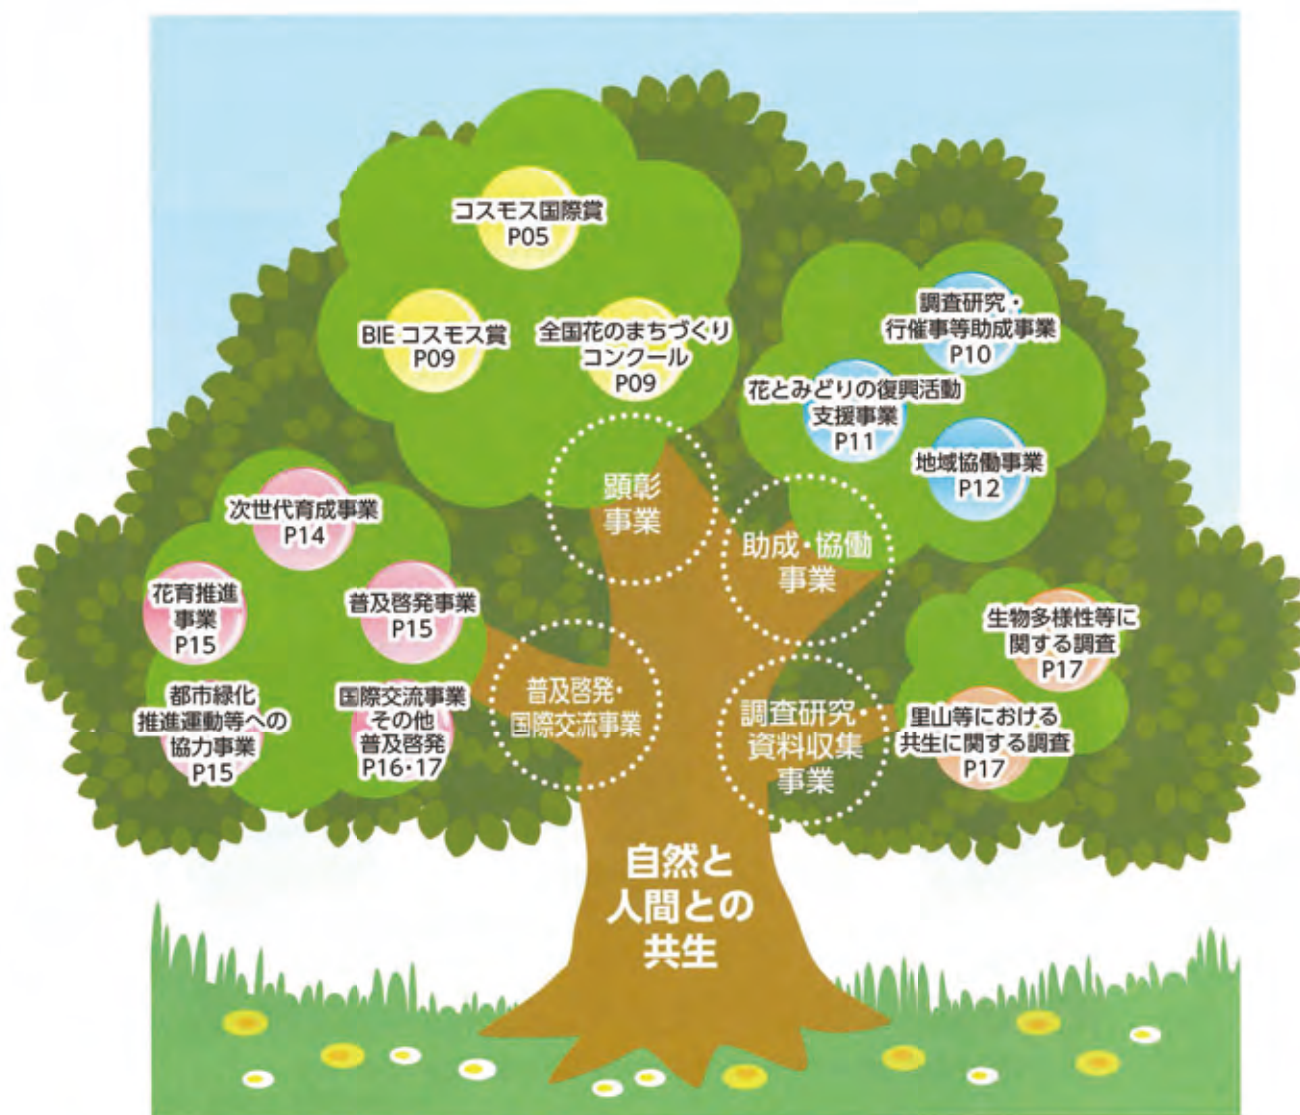 コスモス国際賞
P05
BIE コスモス賞
P09
全国花のまちづくり
コンクール
P09
調査研究・
行催事等助成事業
P10
花とみどりの復興活動
支援事業
P11
地域協働事業
P12
顕彰
事業
助成・協働
事業
次世代育成事業
P14
花育推進
事業
P15
普及啓発事業
P15
都市緑化
推進運動等への
協力事業
P15
国際交流事業
その他
普及啓発
P16・17
普及啓発・
国際交流事業
調査研究・
資料収集
事業
生物多様性等に
関する調査
P17
里山等における
共生に関する調査
P17
自然と
人間との
共生